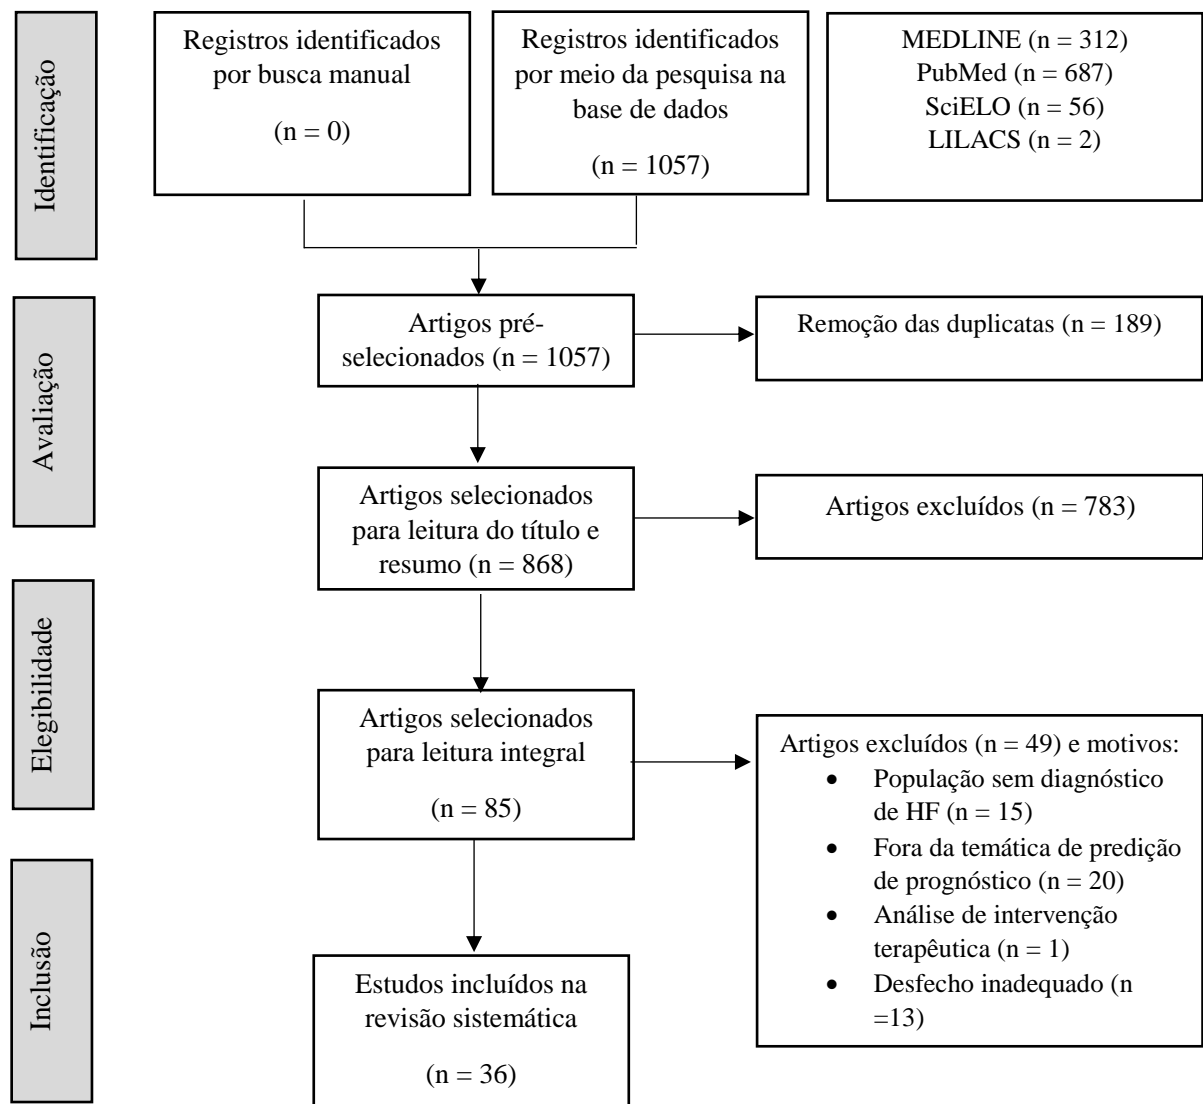 Identificação
Registros identificados
por busca manual
(n = 0)
Registros identificados
por meio da pesquisa na
base de dados
(n = 1057)
MEDLINE (n = 312)
PubMed (n = 687)
SciELO (n = 56)
LILACS (n = 2)
Avaliação
Artigos pré-
selecionados (n = 1057)
Remoção das duplicatas (n = 189)
Artigos selecionados
para leitura do título e
resumo (n = 868)
Artigos excluídos (n = 783)
Elegibilidade
Artigos selecionados
para leitura integral
(n = 85)
Artigos excluídos (n = 49) e motivos:
• População sem diagnóstico
de HF (n = 15)
• Fora da temática de predição
de prognóstico (n = 20)
• Análise de intervenção
terapêutica (n = 1)
• Desfecho inadequado (n
=13)
Inclusão
Estudos incluídos na
revisão sistemática
(n = 36)